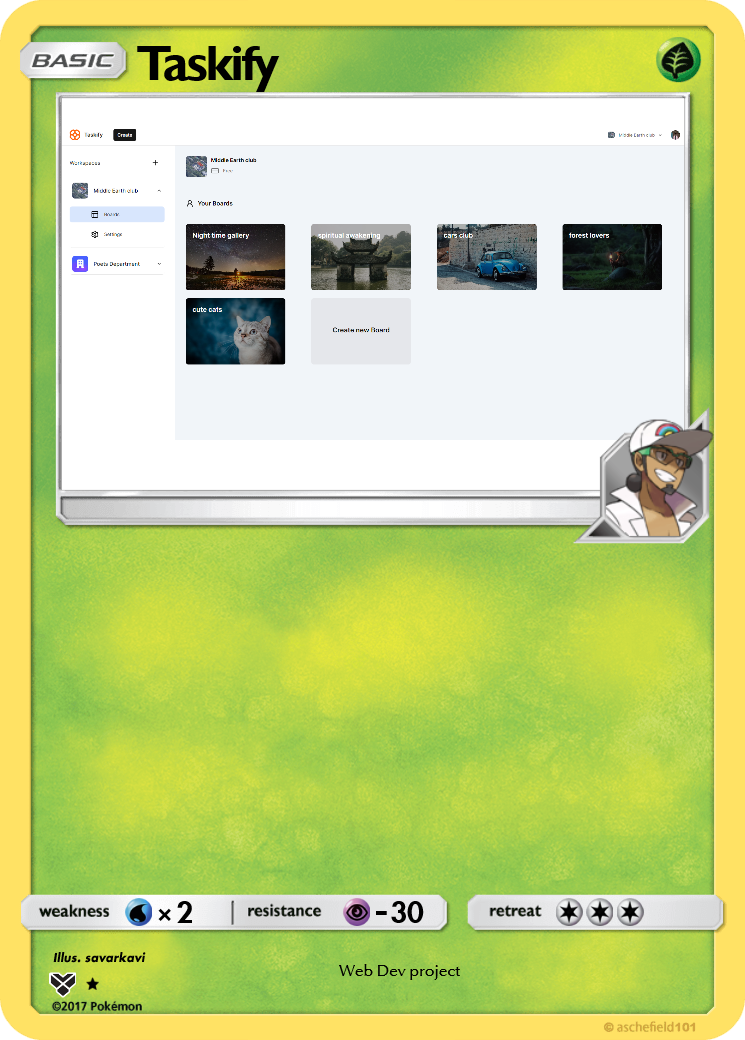 BASIC
Taskify
Taskify
Create
Middle Earth club
Workspaces
Middle Earth club
Free
Middle Earth club
Boards
Your Boards
Settings
Night time gallery
spiritual awakening
cars club
forest lovers
Poets Department
cute cats
Create new Board
weakness × 2
resistance -30
retreat
Illus. savarkavi
Web Dev project
©2017 Pokémon
© aschefield101